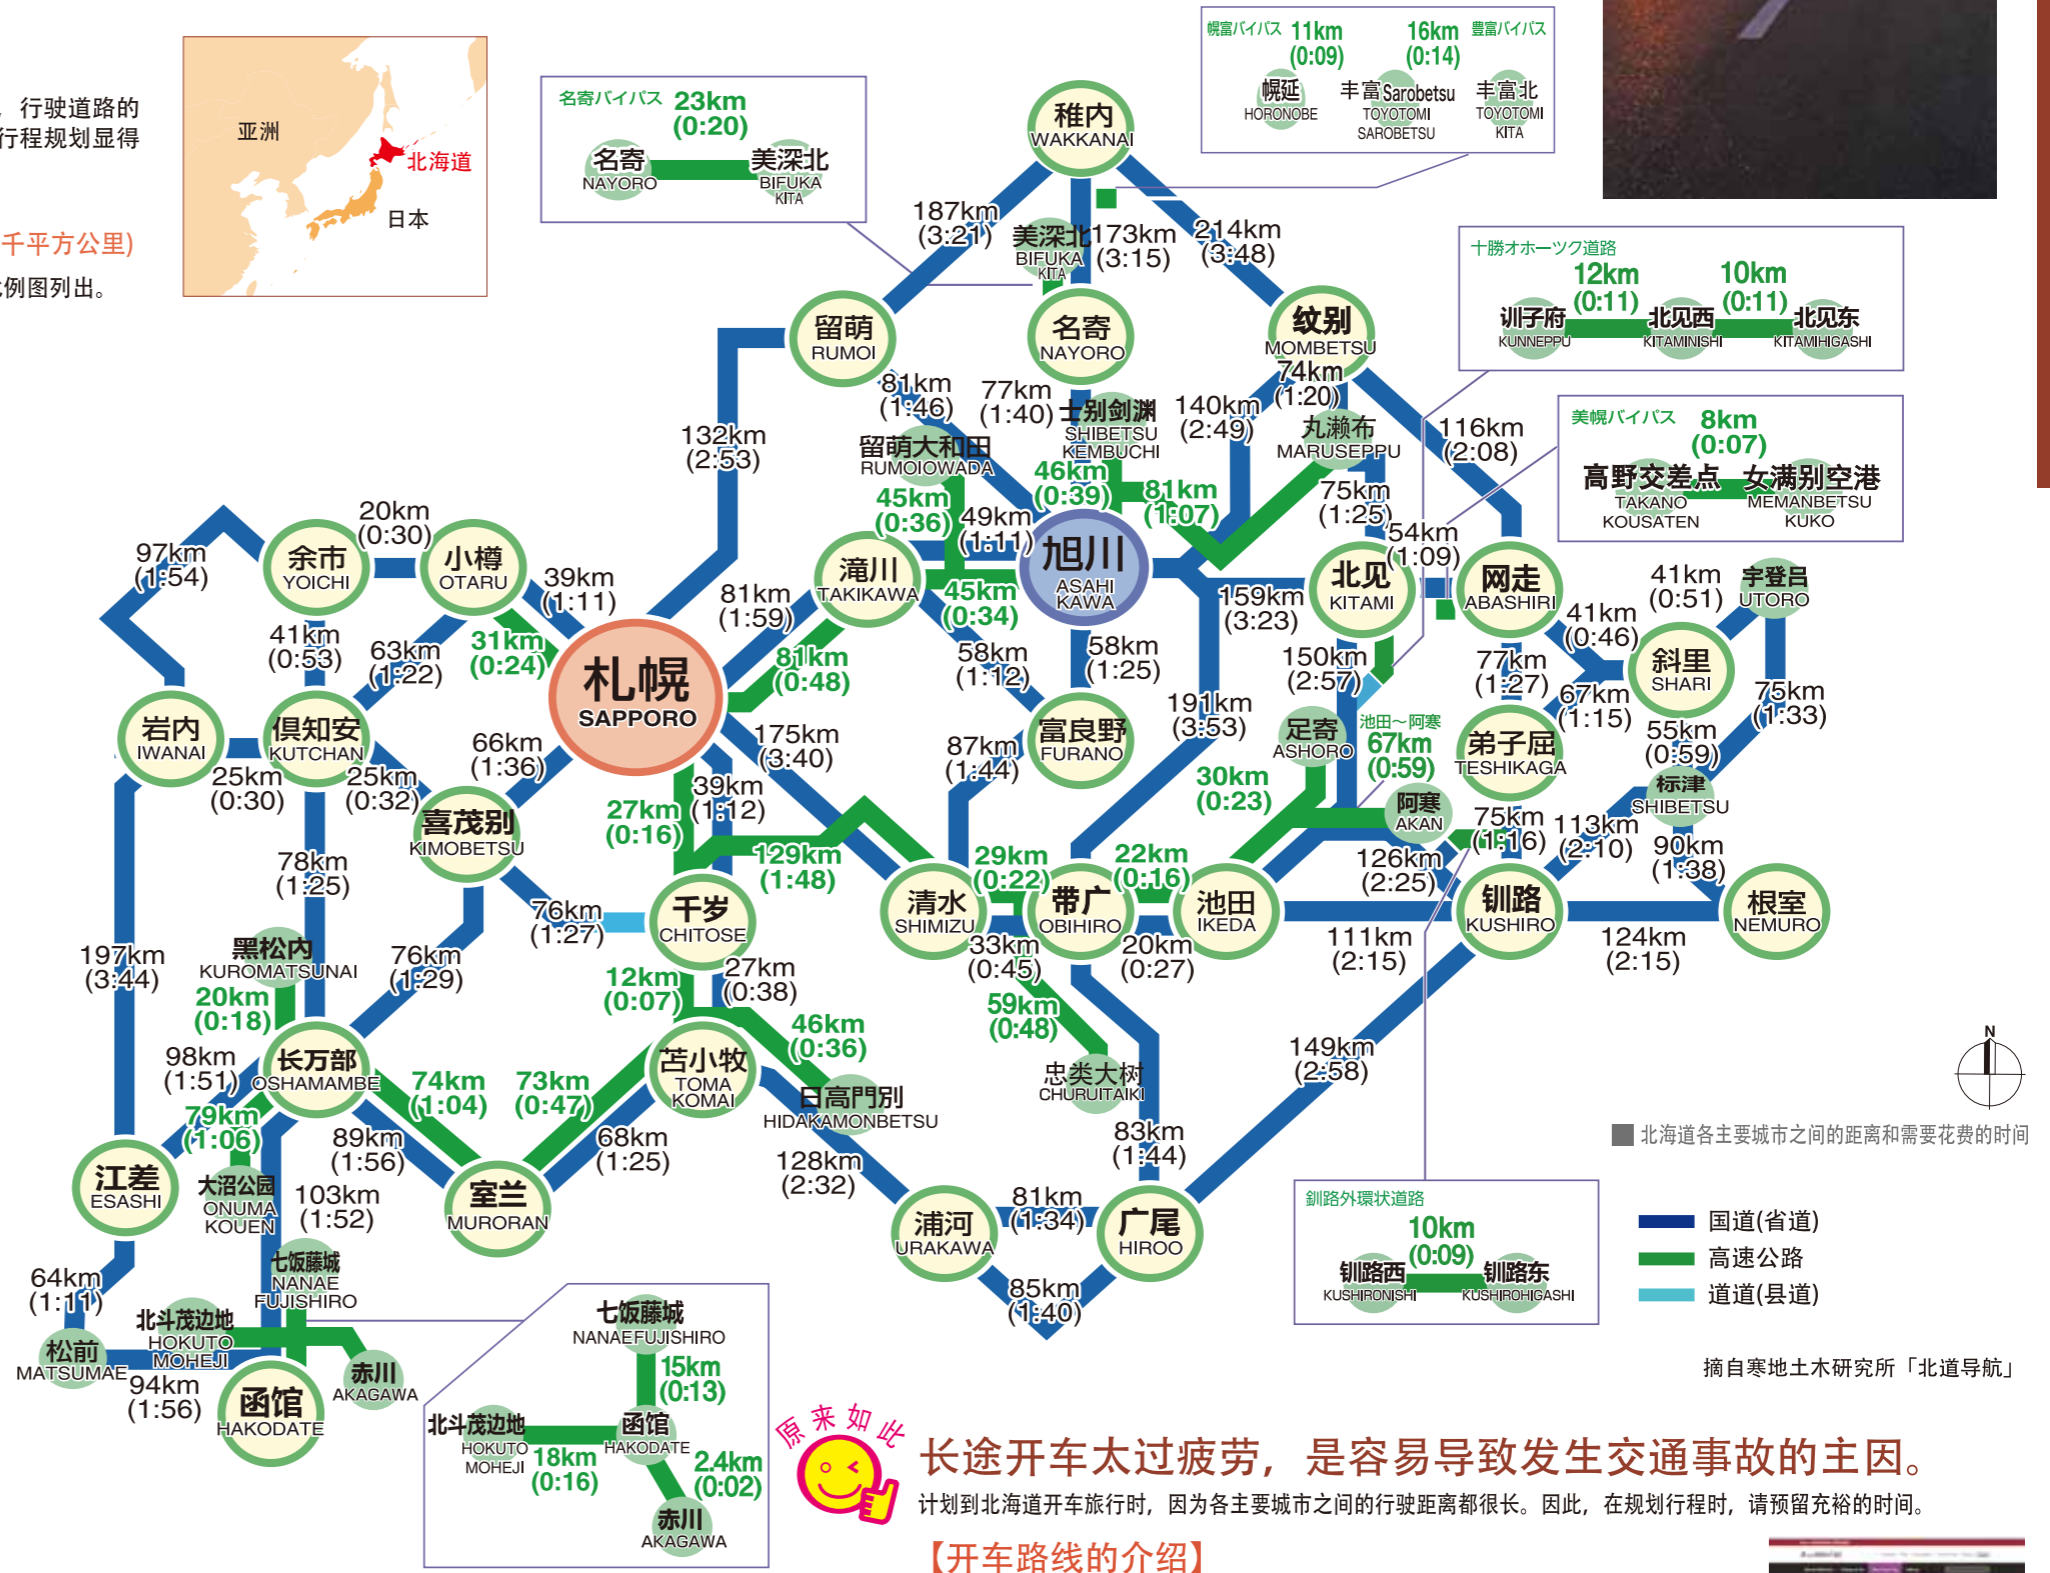 ，行驶道路的
行程规划显得
千平方公里)
例图列出。
亚洲
北海道
日本
名寄バイパス 23km
(0:20)
名寄
NAYORO
美深北
BIFUKA
KITA
幌富バイパス 11km
(0:09)
16km 豊富バイパス
(0:14)
幌延
HORONOBE
丰富Sarobetsu
TOYOTOMI
SAROBETSU
丰富北
TOYOTOMI
KITA
稚内
WAKKANAI
187km
(3:21)
美深北
BIFUKA
KITA
173km
(3:15)
214km
(3:48)
十勝オホーツク道路
12km
(0:11)
10km
(0:11)
训子府
KUNNEPPU
北见西
KITAMINISHI
北见东
KITAMIHIGASHI
留萌
RUMOI
名寄
NAYORO
纹别
MOMBETSU
81km
(1:46)
77km
(1:40)
士别剑渊
SHIBETSU
KEMBUCHI
140km
(2:49)
74km
(1:20)
丸濑布
MARUSEPPU
116km
(2:08)
美幌バイパス 8km
(0:07)
高野交差点
TAKANO
KOUSATEN
女满别空港
MEMANBETSU
KUKO
132km
(2:53)
留萌大和田
RUMOIOWADA
45km
(0:36)
46km
(0:39)
81km
(1:07)
75km
(1:25)
54km
(1:09)
49km
(1:11)
97km
(1:54)
余市
YOICHI
20km
(0:30)
小樽
OTARU
39km
(1:11)
81km
(1:59)
滝川
TAKIKAWA
45km
(0:34)
旭川
ASAHI
KAWA
159km
(3:23)
北见
KITAMI
网走
ABASHIRI
41km
(0:51)
宇登吕
UTORO
41km
(0:46)
41km
(0:53)
63km
(1:22)
31km
(0:24)
札幌
SAPPORO
81km
(0:48)
58km
(1:12)
58km
(1:25)
150km
(2:57)
77km
(1:27)
67km
(1:15)
斜里
SHARI
75km
(1:33)
岩内
IWANAI
倶知安
KUTCHAN
66km
(1:36)
175km
(3:40)
87km
(1:44)
富良野
FURANO
191km
(3:53)
足寄
ASHORO
池田～阿寒
67km
(0:59)
弟子屈
TESHIKAGA
55km
(0:59)
标津
SHIBETSU
25km
(0:30)
25km
(0:32)
喜茂别
KIMOBETSU
27km
(0:16)
39km
(1:12)
129km
(1:48)
30km
(0:23)
阿寒
AKAN
75km
(1:16)
113km
(2:10)
90km
(1:38)
78km
(1:25)
76km
(1:27)
千岁
CHITOSE
清水
SHIMIZU
29km
(0:22)
带广
OBIHIRO
22km
(0:16)
池田
IKEDA
126km
(2:25)
钏路
KUSHIRO
根室
NEMURO
197km
(3:44)
黑松内
KUROMATSUNAI
20km
(0:18)
76km
(1:29)
12km
(0:07)
27km
(0:38)
33km
(0:45)
20km
(0:27)
111km
(2:15)
124km
(2:15)
98km
(1:51)
长万部
OSHAMAMBE
74km
(1:04)
73km
(0:47)
苫小牧
TOMA
KOMAI
46km
(0:36)
日高門別
HIDAKAMONBETSU
59km
(0:48)
忠类大树
CHURUITAIKI
149km
(2:58)
N
79km
(1:06)
89km
(1:56)
68km
(1:25)
128km
(2:32)
83km
(1:44)
北海道各主要城市之间的距离和需要花费的时间
江差
ESASHI
大沼公园
ONUMA
KOUEN
103km
(1:52)
室兰
MURORAN
浦河
URAKAWA
81km
(1:34)
广尾
HIROO
85km
(1:40)
釧路外環状道路
10km
(0:09)
钏路西
KUSHIRONISHI
钏路东
KUSHIROHIGASHI
国道(省道)
高速公路
道道(县道)
64km
(1:11)
七饭藤城
NANAE
FUJISHIRO
北斗茂边地
HOKUTO
MOHEJI
松前
MATSUMAE
94km
(1:56)
函馆
HAKODATE
赤川
AKAGAWA
七饭藤城
NANAEFUJISHIRO
15km
(0:13)
北斗茂边地
HOKUTO
MOHEJI
18km
(0:16)
函馆
HAKODATE
2.4km
(0:02)
赤川
AKAGAWA
摘自寒地土木研究所「北道导航」
原来如此
长途开车太过疲劳，是容易导致发生交通事故的主因。
计划到北海道开车旅行时，因为各主要城市之间的行驶距离都很长。因此，在规划行程时，请预留充裕的时间。
【开车路线的介绍】